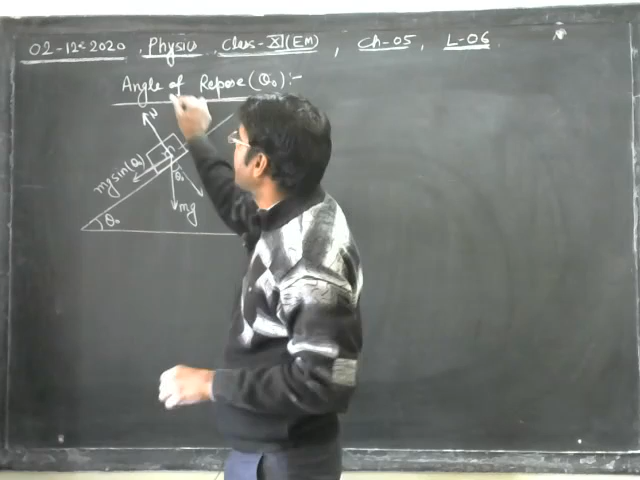 02-12-2020 Physics Class-XI(EM), Ch-05, L-06
Angle of Repose (θ₀):-
N
m
mg sin(θ₀)
θ₀
mg
θ₀